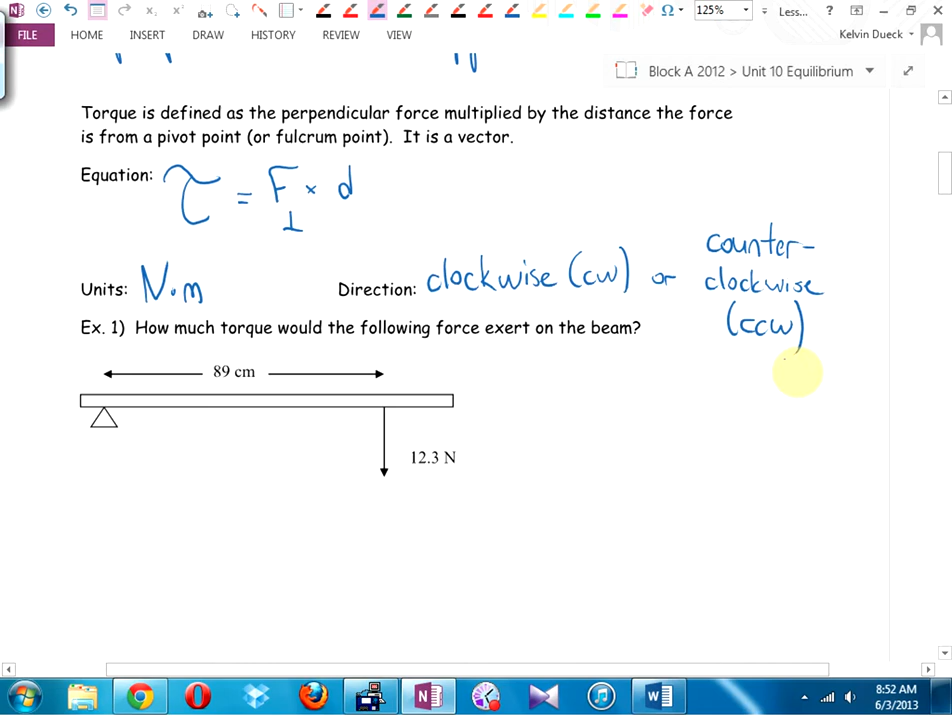 125%
Less...
?
FILE
HOME
INSERT
DRAW
HISTORY
REVIEW
VIEW
Kelvin Dueck
Block A 2012 > Unit 10 Equilibrium
Torque is defined as the perpendicular force multiplied by the distance the force
is from a pivot point (or fulcrum point). It is a vector.
Equation: τ = F⊥ × d
Units: N·m
Direction: clockwise (cw) or counter-
clockwise
(ccw)
Ex. 1) How much torque would the following force exert on the beam?
89 cm
12.3 N
8:52 AM
6/3/2013